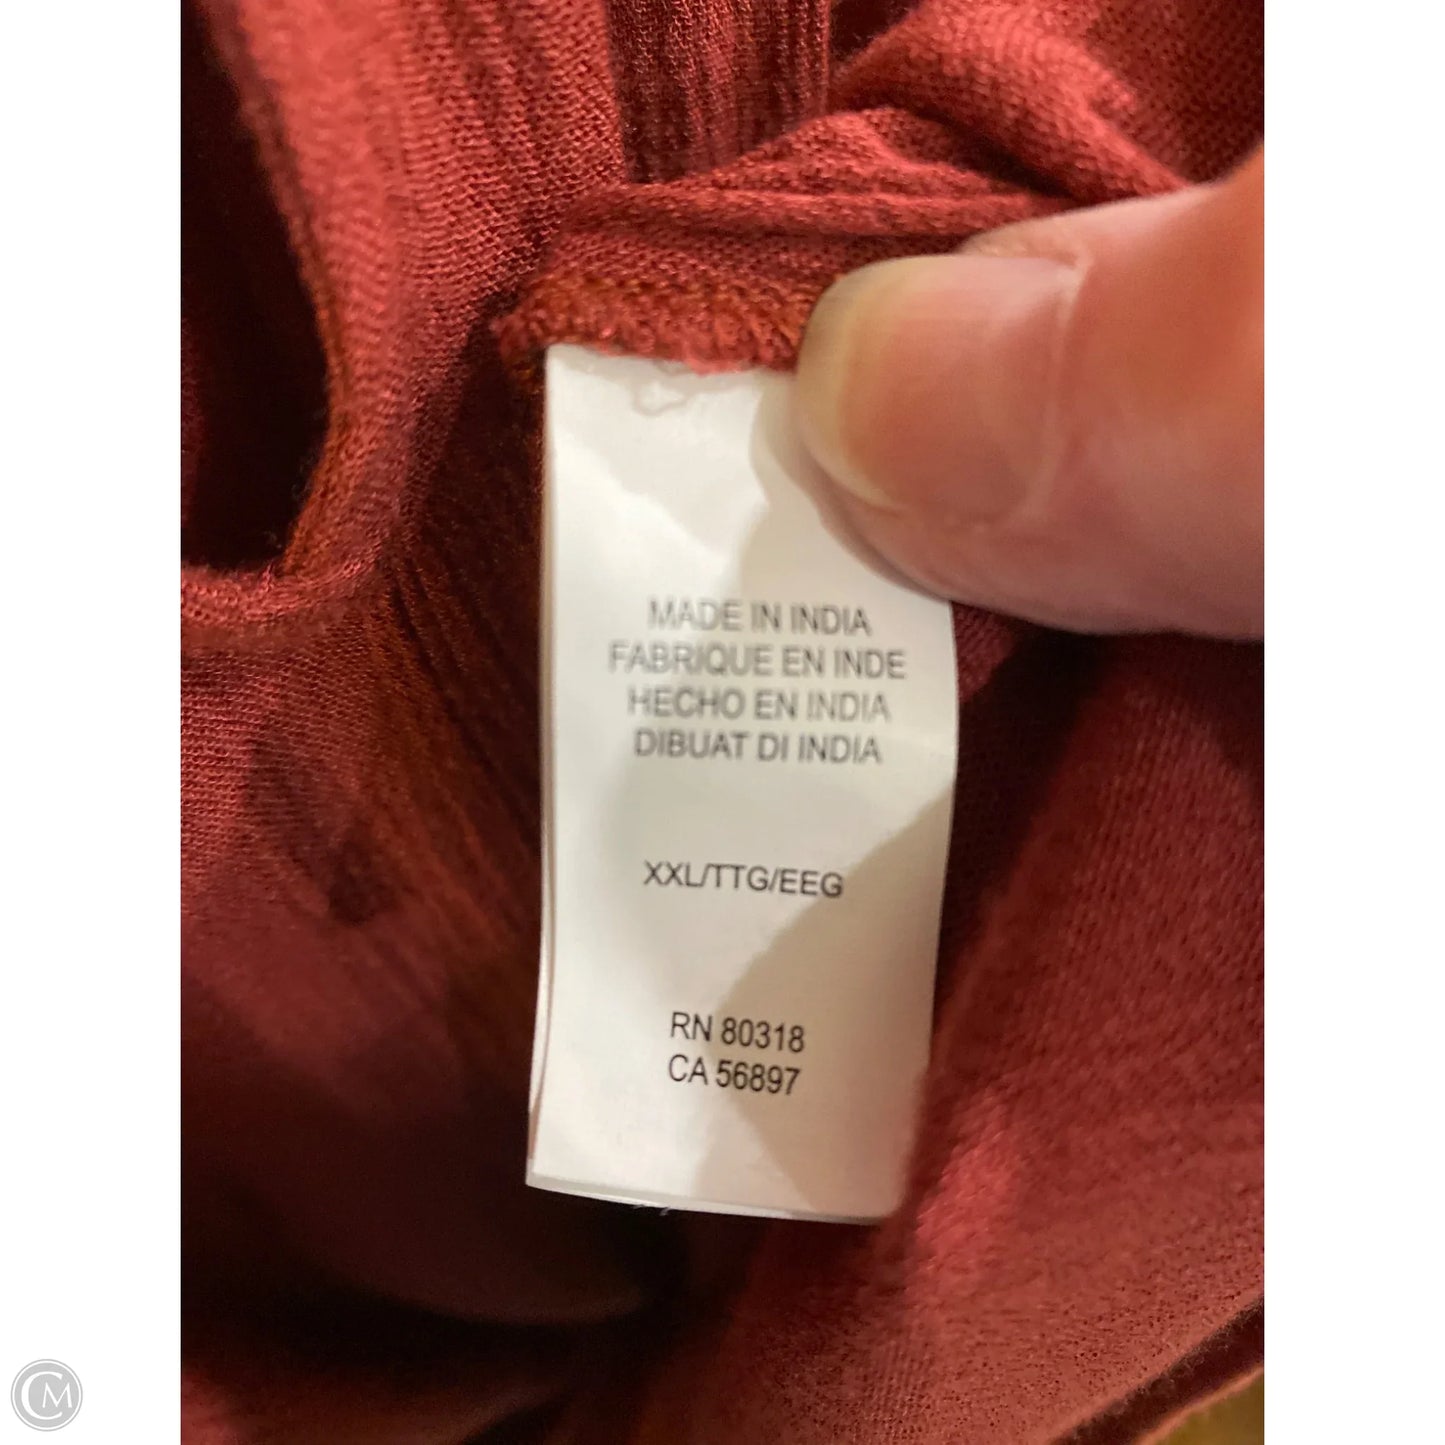 MADE IN INDIA
FABRIQUE EN INDE
HECHO EN INDIA
DIBUAT DI INDIA
XXL/TTG/EEG
RN 80318
CA 56897
CM